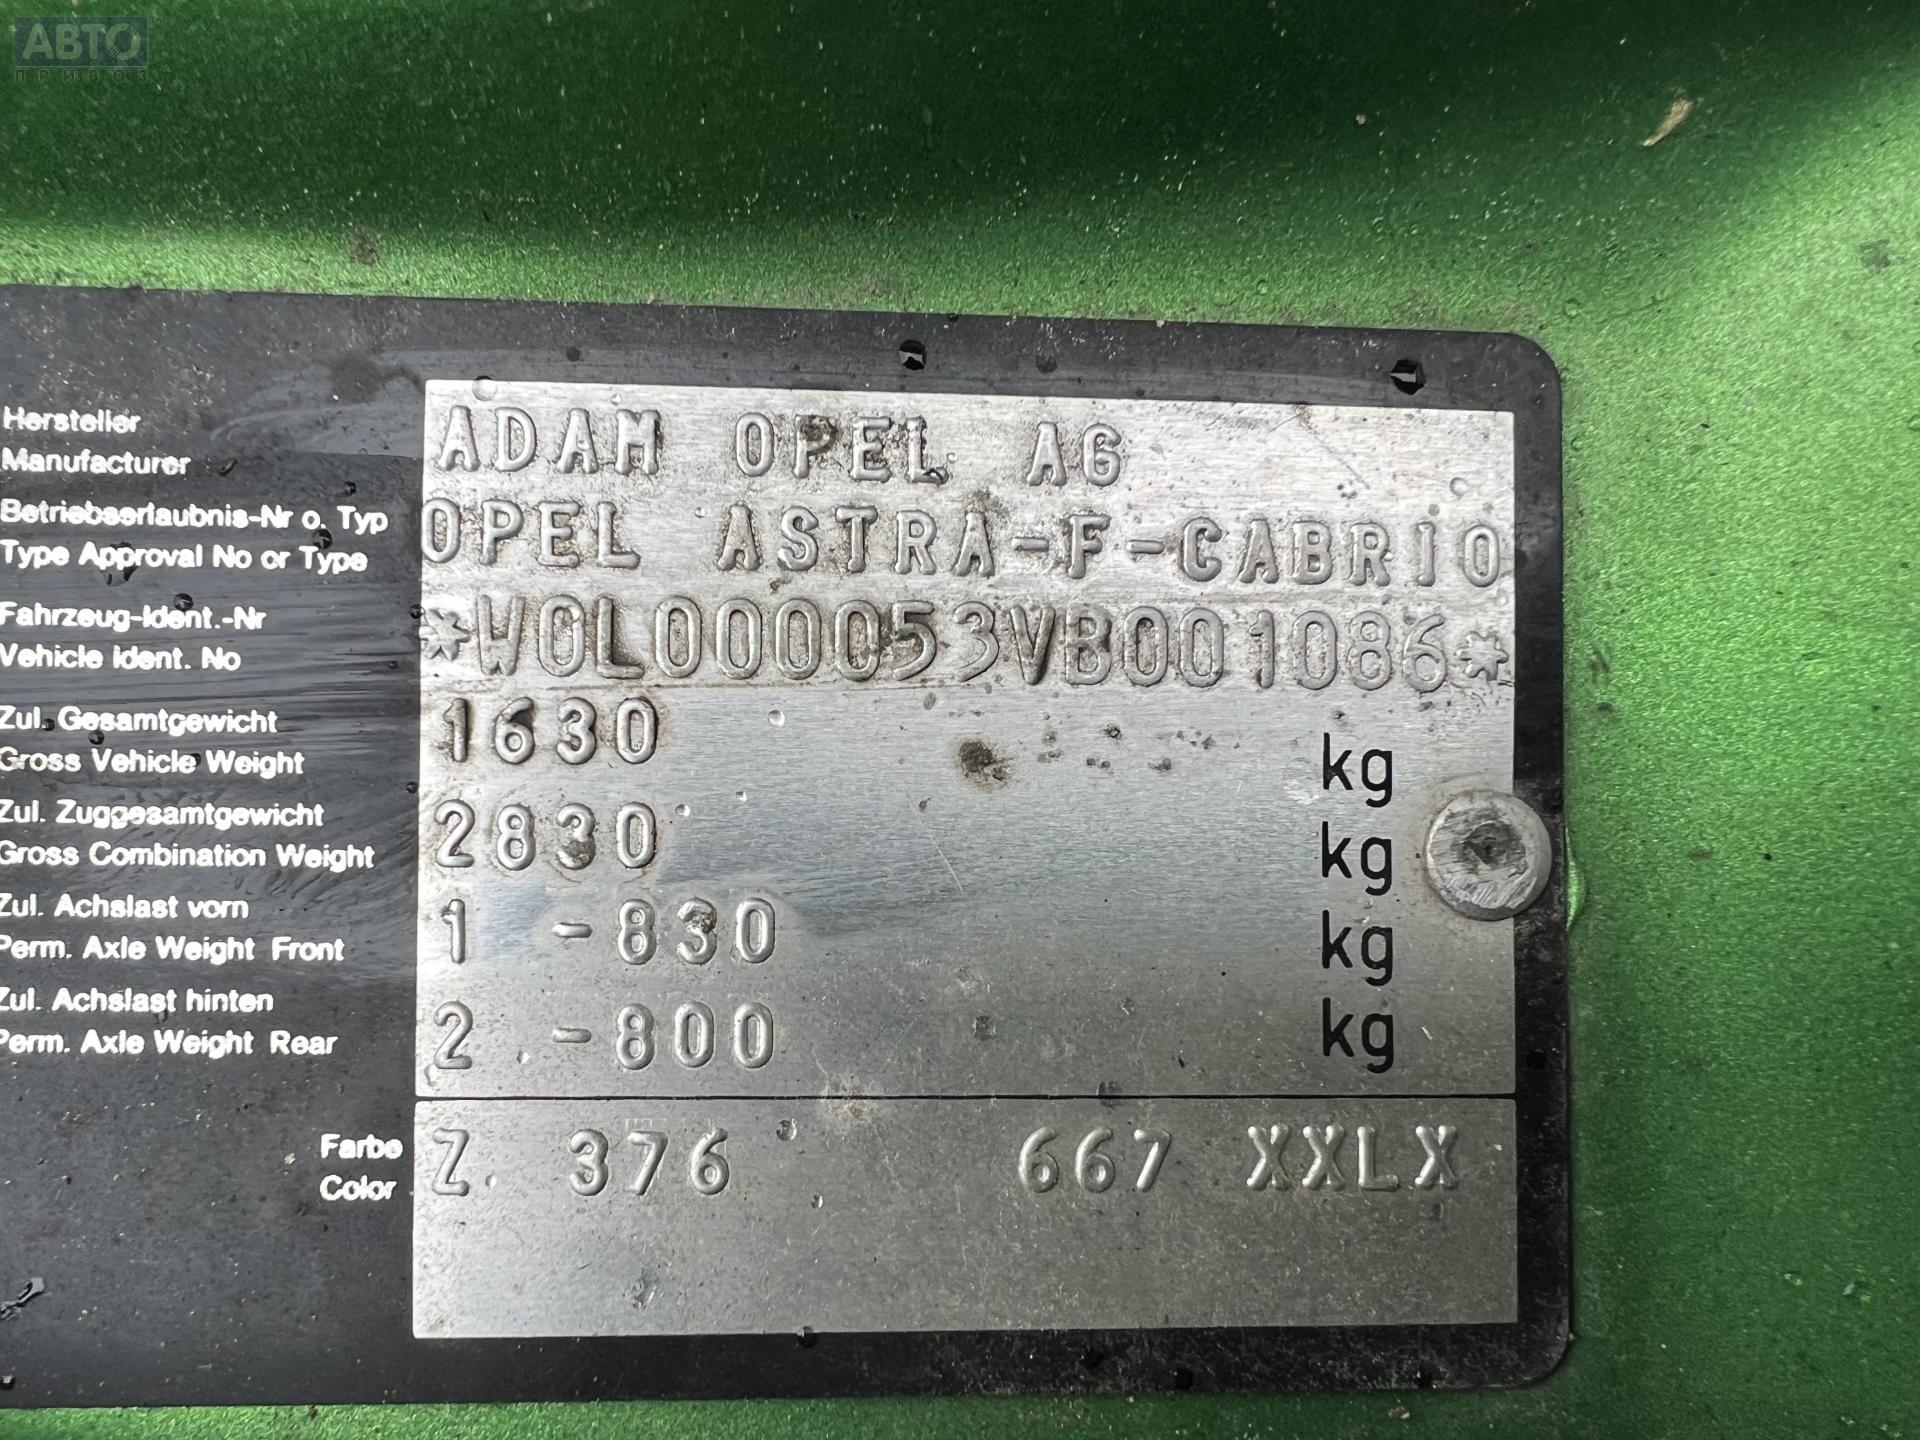 АВТО
ПРИВОЗ
Hersteller
Manufacturer
ADAM OPEL AG
Betriebserlaubnis-Nr o. Typ
Type Approval No or Type
OPEL ASTRA-F-CABRIO
Fahrzeug-Ident.-Nr
Vehicle Ident. No
*W0L000053VB001086*
Zul. Gesamtgewicht
Gross Vehicle Weight
1630 kg
Zul. Zuggesamtgewicht
Gross Combination Weight
2830 kg
Zul. Achslast vorn
Perm. Axle Weight Front
1 -830 kg
Zul. Achslast hinten
Perm. Axle Weight Rear
2 -800 kg
Farbe
Color
Z 376 667 XXLX